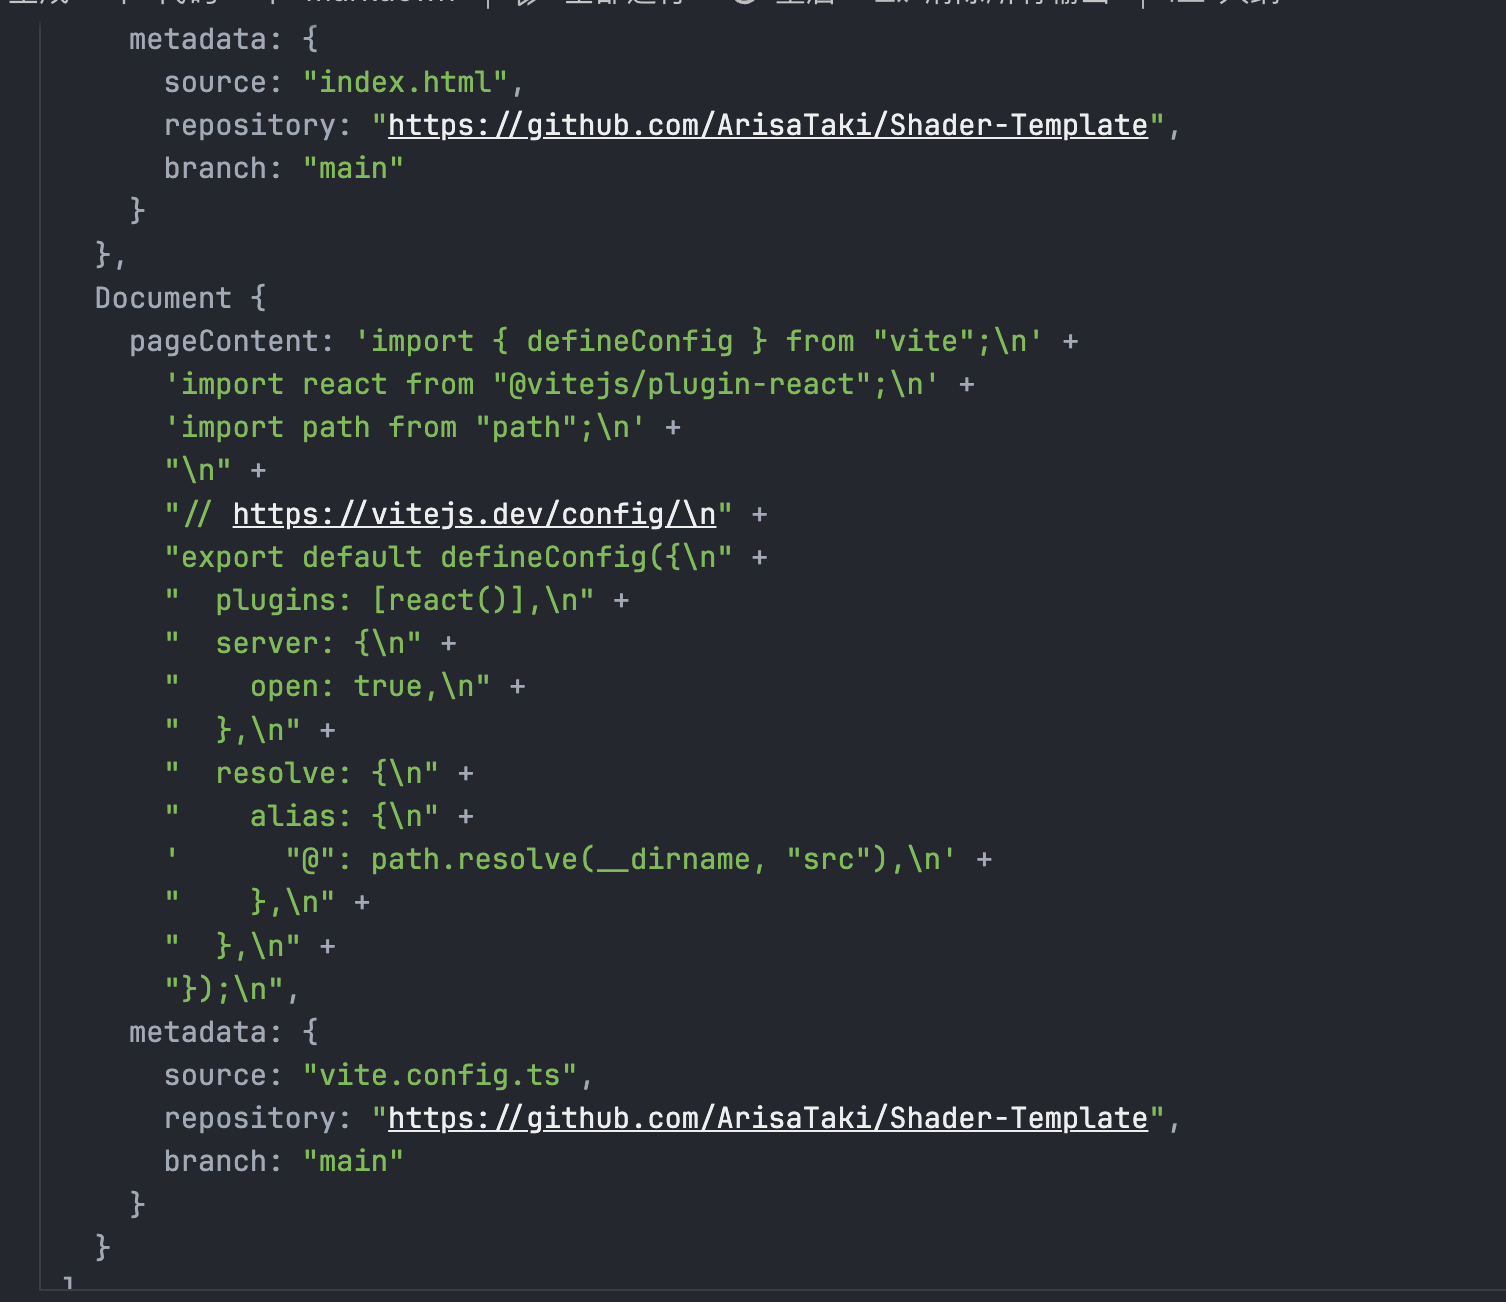 metadata: {
source: "index.html",
repository: "https://github.com/ArisaTaki/Shader-Template",
branch: "main"
}
},
Document {
pageContent: 'import { defineConfig } from "vite";\n' +
'import react from "@vitejs/plugin-react";\n' +
'import path from "path";\n' +
"\n" +
"// https://vitejs.dev/config/\n" +
"export default defineConfig({\n" +
"  plugins: [react()],\n" +
"  server: {\n" +
"    open: true,\n" +
"  },\n" +
"  resolve: {\n" +
"    alias: {\n" +
'      "@": path.resolve(__dirname, "src"),\n' +
"    },\n" +
"  },\n" +
"});\n",
metadata: {
source: "vite.config.ts",
repository: "https://github.com/ArisaTaki/Shader-Template",
branch: "main"
}
}
]